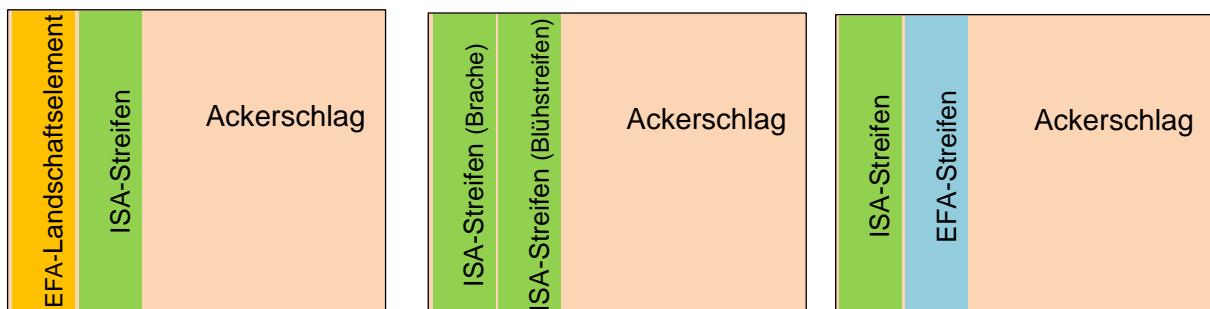 EFA-Landschaftselement
ISA-Streifen
Ackerschlag
ISA-Streifen (Brache)
ISA-Streifen (Blühstreifen)
Ackerschlag
ISA-Streifen
EFA-Streifen
Ackerschlag